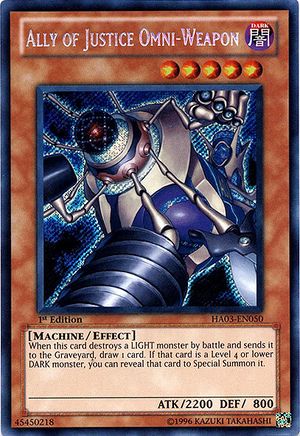 ALLY OF JUSTICE OMNI-WEAPON
DARK
闇
1st Edition
HA03-EN050
[MACHINE/EFFECT]
When this card destroys a LIGHT monster by battle and sends it
to the Graveyard, draw 1 card. If that card is a Level 4 or lower
DARK monster, you can reveal that card to Special Summon it.
ATK/2200 DEF/ 800
45450218
©1996 KAZUKI TAKAHASHI